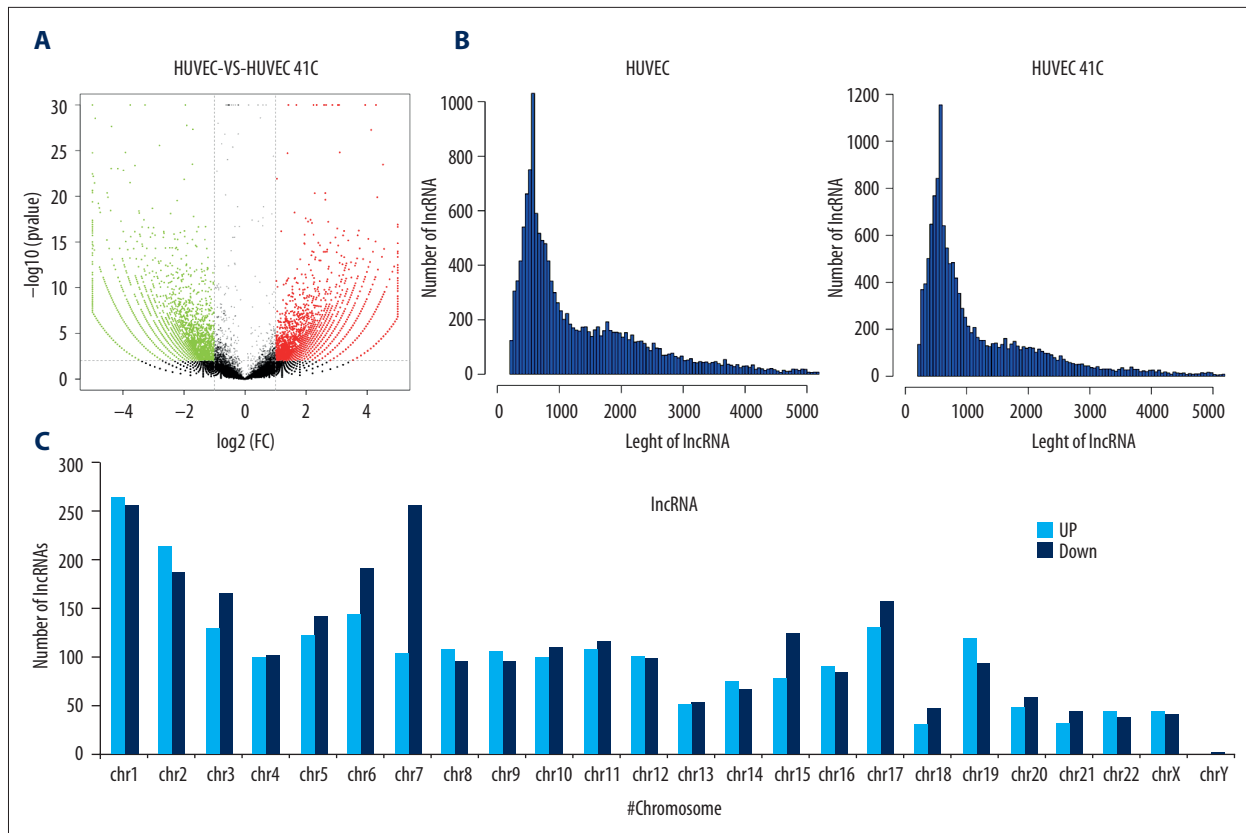 A
HUVEC-VS-HUVEC 41C
30
25
20
15
10
5
0
−log10 (pvalue)
−4
−2
0
2
4
log2 (FC)
B
HUVEC
1000
800
600
400
200
0
Number of lncRNA
0
1000
2000
3000
4000
5000
Leght of lncRNA
HUVEC 41C
1200
1000
800
600
400
200
0
Number of lncRNA
0
1000
2000
3000
4000
5000
Leght of lncRNA
C
lncRNA
300
250
200
150
100
50
0
Number of lncRNAs
UP
Down
chr1
chr2
chr3
chr4
chr5
chr6
chr7
chr8
chr9
chr10
chr11
chr12
chr13
chr14
chr15
chr16
chr17
chr18
chr19
chr20
chr21
chr22
chrX
chrY
#Chromosome